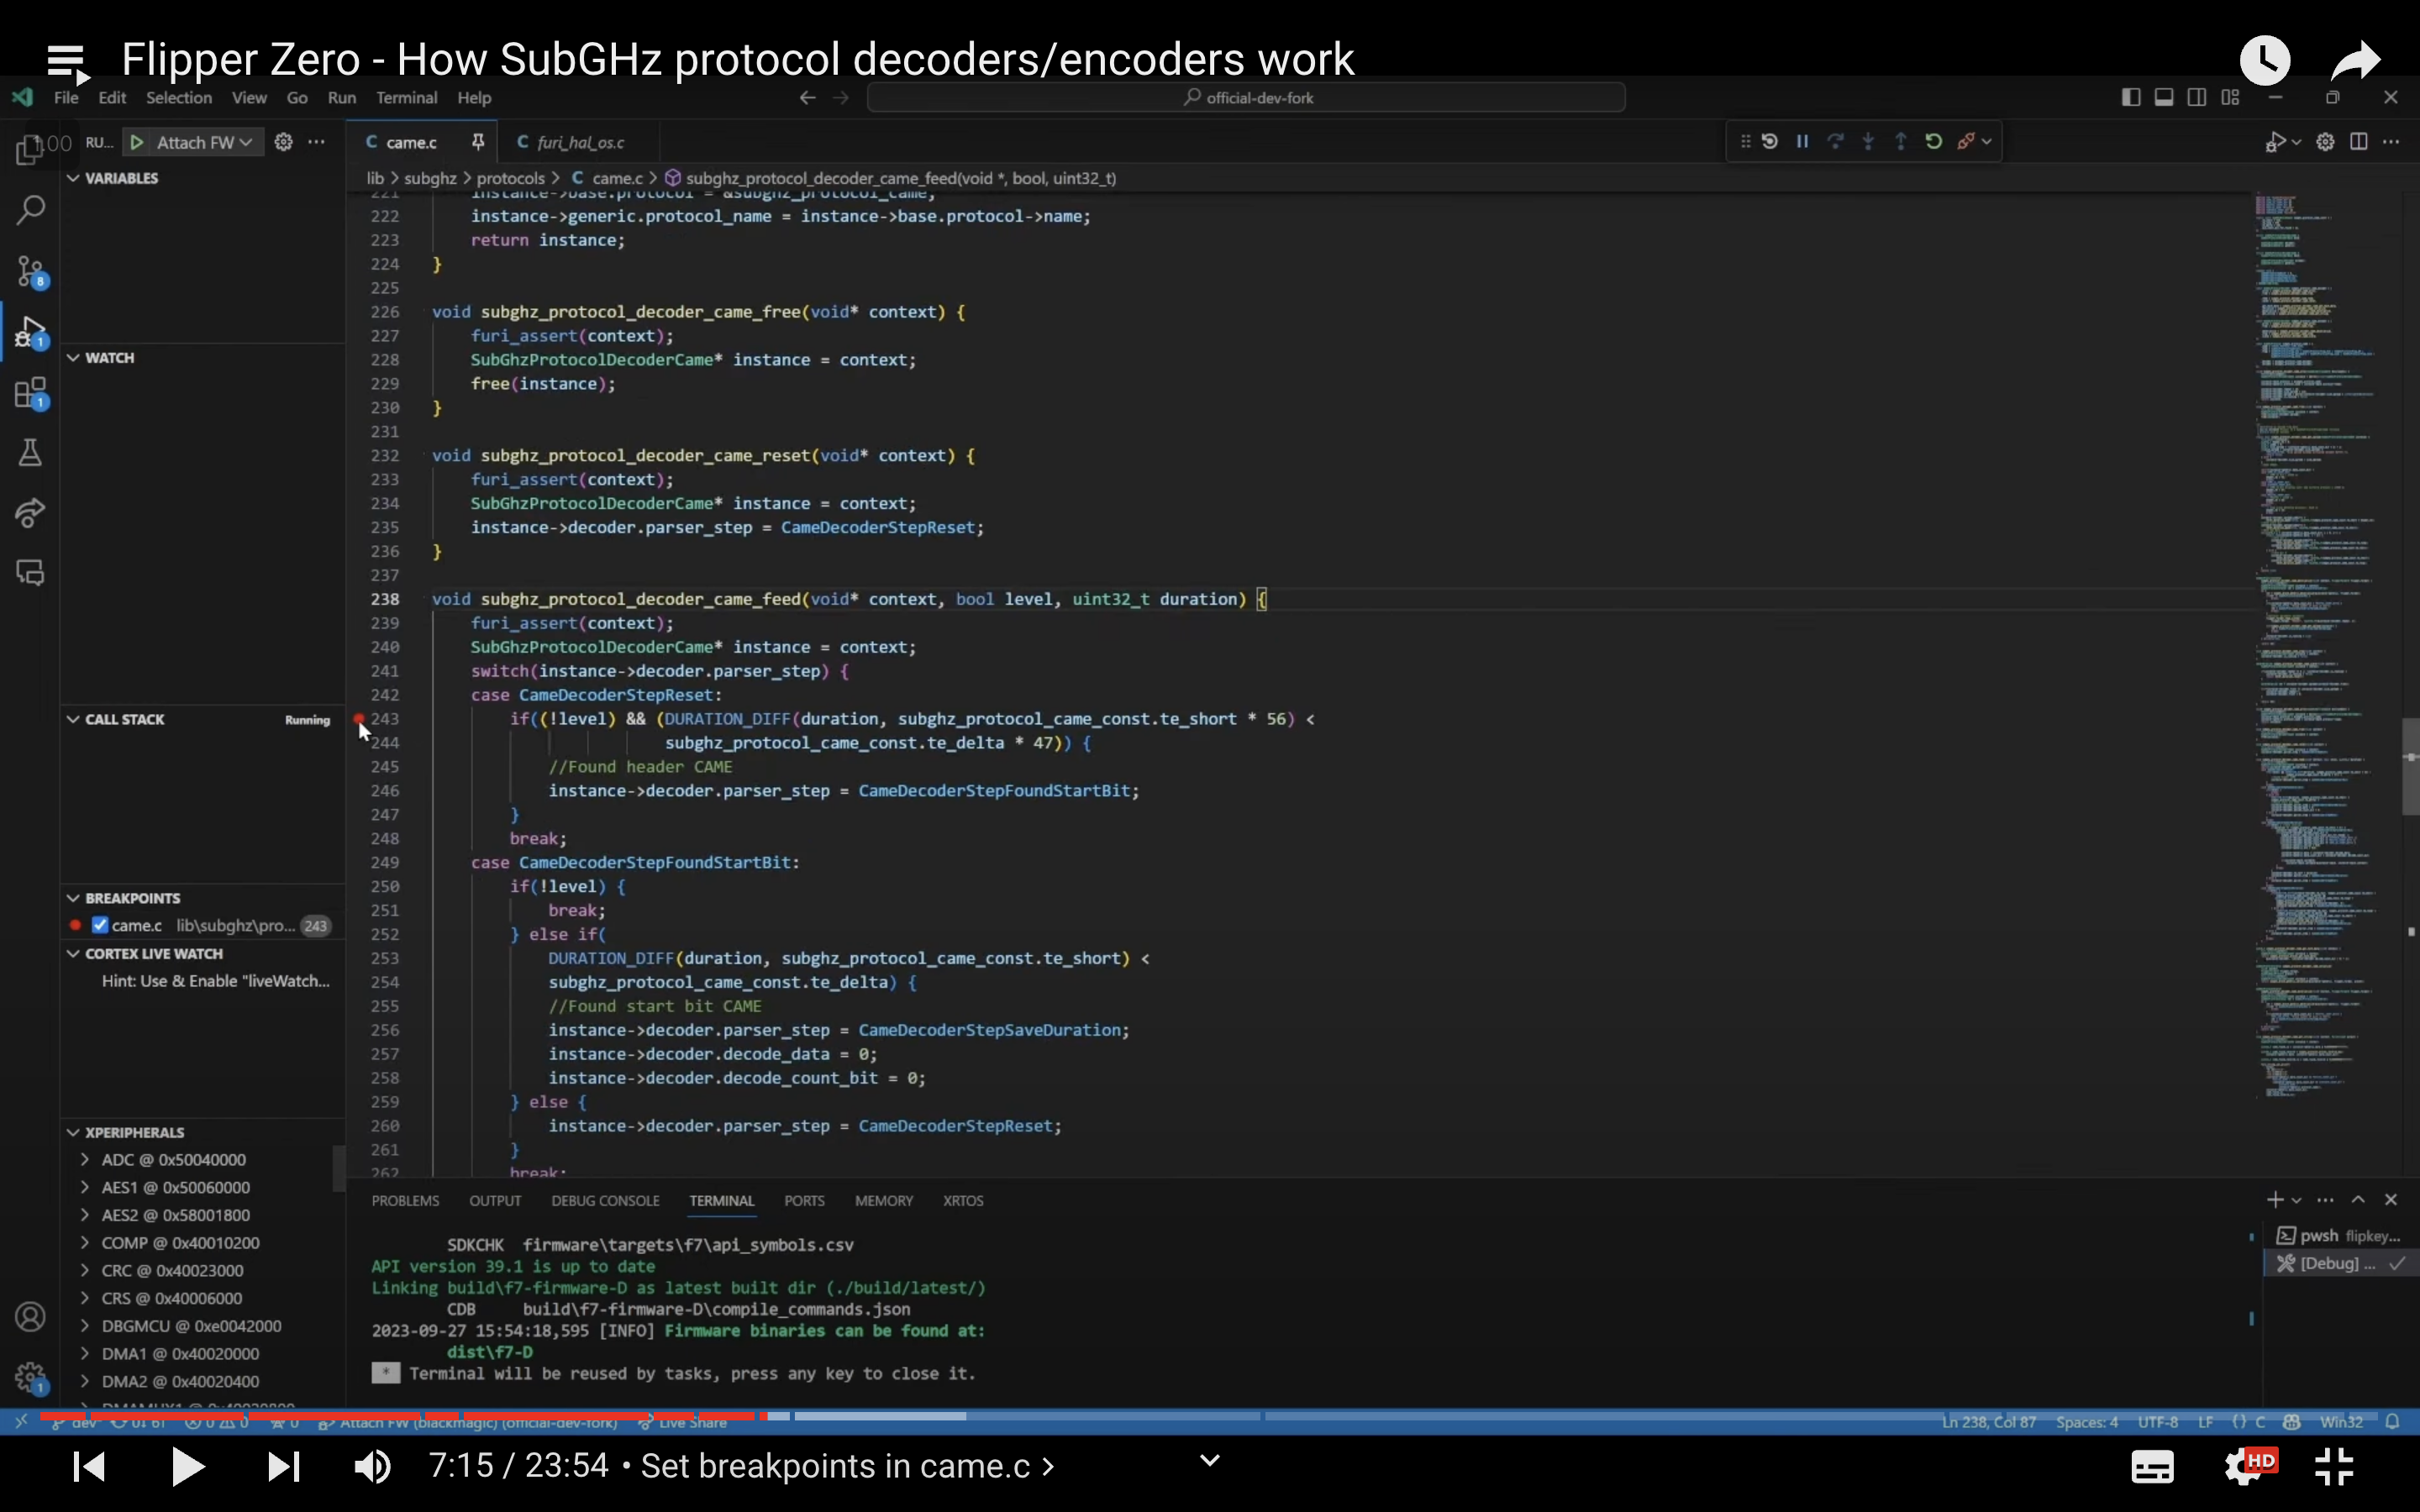 Flipper Zero - How SubGHz protocol decoders/encoders work
File Edit Selection View Go Run Terminal Help
official-dev-fork
RU... Attach FW
came.c
furi_hal_os.c
lib > subghz > protocols > C came.c > subghz_protocol_decoder_came_feed(void *, bool, uint32_t)
VARIABLES
WATCH
CALL STACK Running
BREAKPOINTS
came.c lib\subghz\pro... 243
CORTEX LIVE WATCH
Hint: Use & Enable "liveWatch...
XPERIPHERALS
ADC @ 0x50040000
AES1 @ 0x50060000
AES2 @ 0x58001800
COMP @ 0x40010200
CRC @ 0x40023000
CRS @ 0x40006000
DBGMCU @ 0xe0042000
DMA1 @ 0x40020000
DMA2 @ 0x40020400
221 instance->base.protocol = &subghz_protocol_came;
222 instance->generic.protocol_name = instance->base.protocol->name;
223 return instance;
224 }
225
226 void subghz_protocol_decoder_came_free(void* context) {
227 furi_assert(context);
228 SubGhzProtocolDecoderCame* instance = context;
229 free(instance);
230 }
231
232 void subghz_protocol_decoder_came_reset(void* context) {
233 furi_assert(context);
234 SubGhzProtocolDecoderCame* instance = context;
235 instance->decoder.parser_step = CameDecoderStepReset;
236 }
237
238 void subghz_protocol_decoder_came_feed(void* context, bool level, uint32_t duration) {
239 furi_assert(context);
240 SubGhzProtocolDecoderCame* instance = context;
241 switch(instance->decoder.parser_step) {
242 case CameDecoderStepReset:
243 if((!level) && (DURATION_DIFF(duration, subghz_protocol_came_const.te_short * 56) <
244 subghz_protocol_came_const.te_delta * 47)) {
245 //Found header CAME
246 instance->decoder.parser_step = CameDecoderStepFoundStartBit;
247 }
248 break;
249 case CameDecoderStepFoundStartBit:
250 if(!level) {
251 break;
252 } else if(
253 DURATION_DIFF(duration, subghz_protocol_came_const.te_short) <
254 subghz_protocol_came_const.te_delta) {
255 //Found start bit CAME
256 instance->decoder.parser_step = CameDecoderStepSaveDuration;
257 instance->decoder.decode_data = 0;
258 instance->decoder.decode_count_bit = 0;
259 } else {
260 instance->decoder.parser_step = CameDecoderStepReset;
261 }
262 break;
PROBLEMS OUTPUT DEBUG CONSOLE TERMINAL PORTS MEMORY XRTOS
SDKCHK firmware\targets\f7\api_symbols.csv
API version 39.1 is up to date
Linking build\f7-firmware-D as latest built dir (./build/latest/)
CDB build\f7-firmware-D\compile_commands.json
2023-09-27 15:54:18,595 [INFO] Firmware binaries can be found at:
dist\f7-D
* Terminal will be reused by tasks, press any key to close it.
pwsh flipkey...
[Debug] ...
dev Attach FW (blackmagic) (official-dev-fork) Live Share
Ln 238, Col 87 Spaces: 4 UTF-8 LF {} C Win32
7:15 / 23:54 • Set breakpoints in came.c >
HD